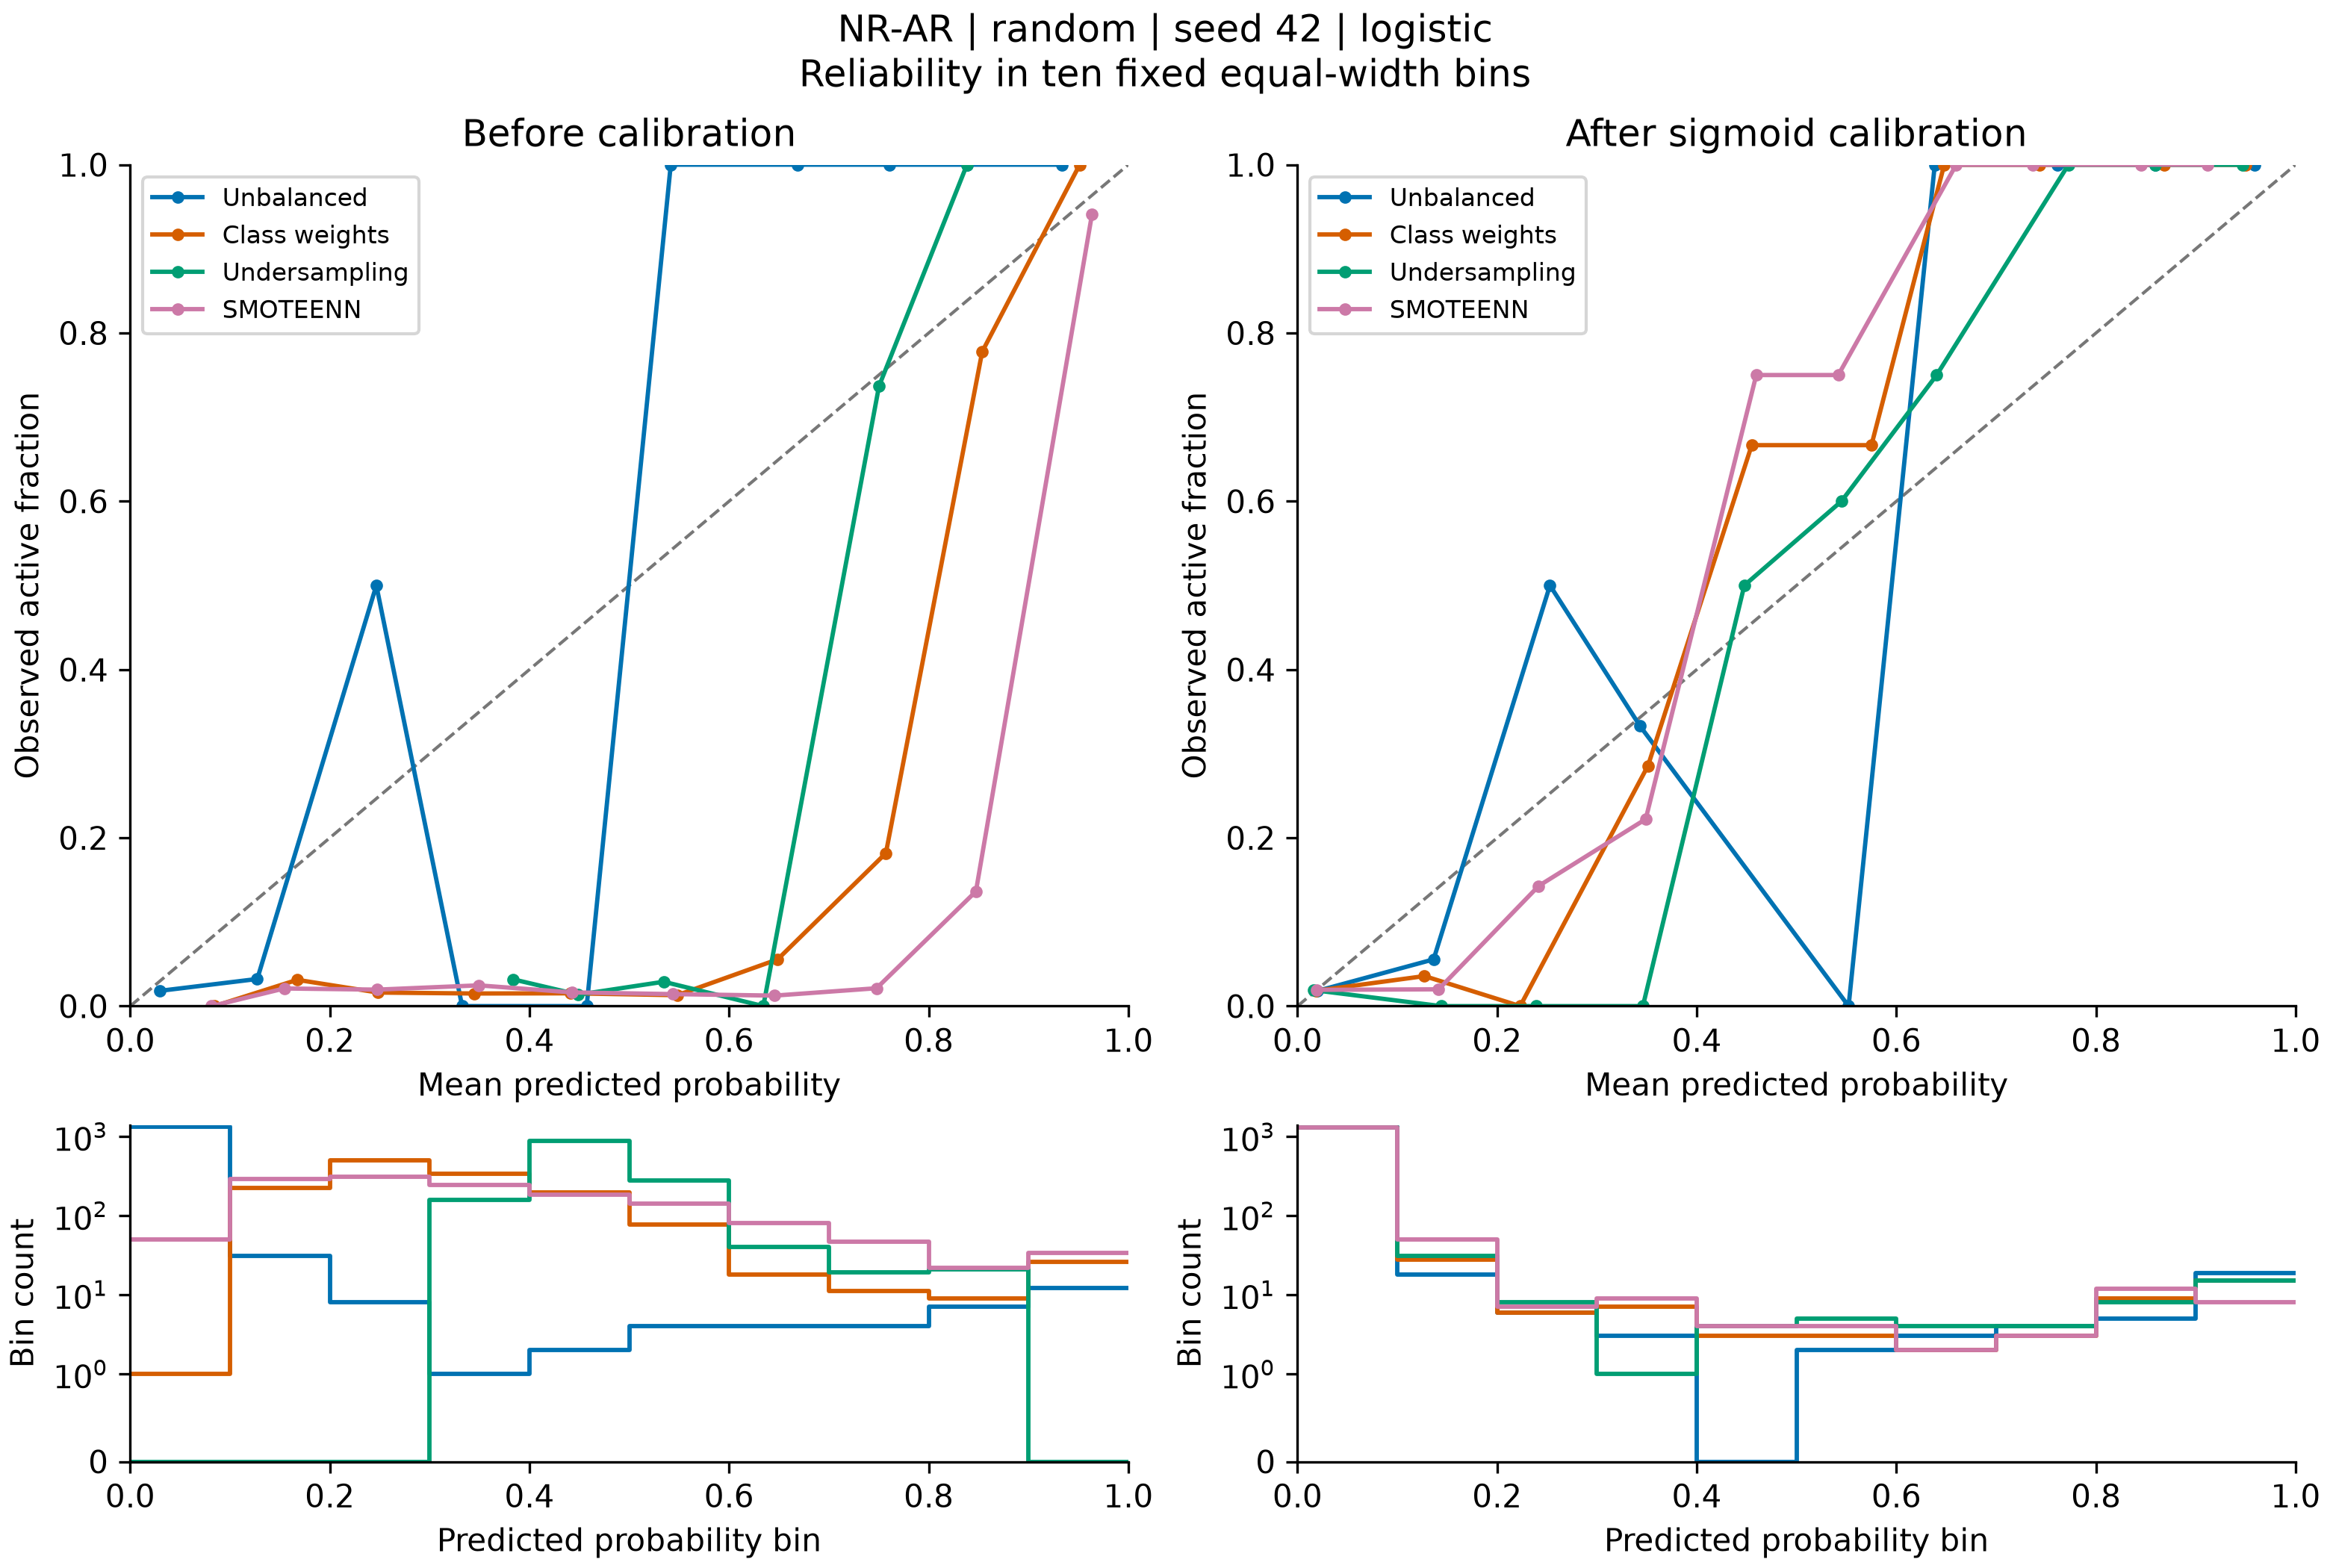 NR-AR | random | seed 42 | logistic
Reliability in ten fixed equal-width bins
Before calibration
1.0
0.8
0.6
0.4
0.2
0.0
Observed active fraction
Unbalanced
Class weights
Undersampling
SMOTEENN
0.0 0.2 0.4 0.6 0.8 1.0
Mean predicted probability
After sigmoid calibration
1.0
0.8
0.6
0.4
0.2
0.0
Observed active fraction
Unbalanced
Class weights
Undersampling
SMOTEENN
0.0 0.2 0.4 0.6 0.8 1.0
Mean predicted probability
10³
10²
10¹
10⁰
0
Bin count
0.0 0.2 0.4 0.6 0.8 1.0
Predicted probability bin
10³
10²
10¹
10⁰
0
Bin count
0.0 0.2 0.4 0.6 0.8 1.0
Predicted probability bin